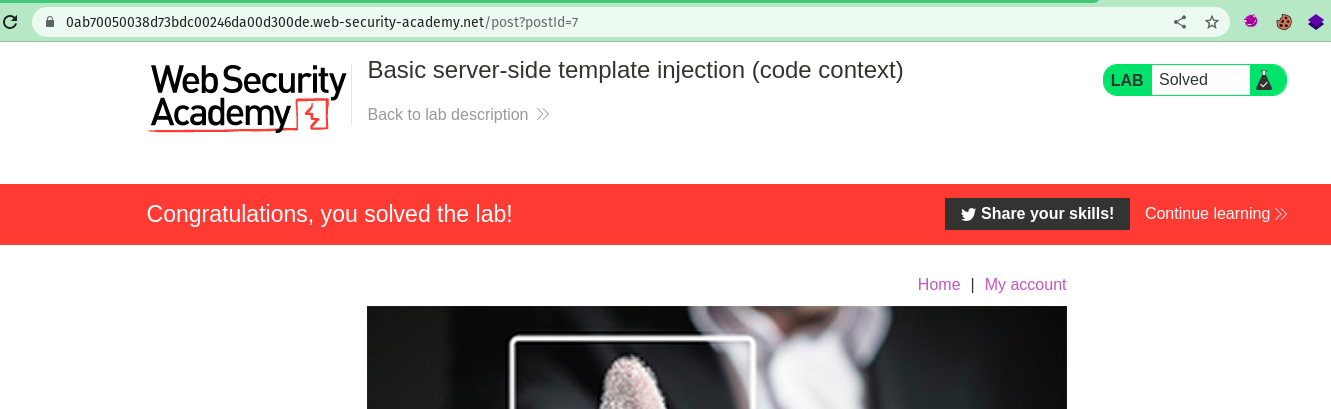 0ab70050038d73bdc00246da00d300de.web-security-academy.net/post?postId=7
Web Security
Academy
Basic server-side template injection (code context)
Back to lab description
LAB Solved
Congratulations, you solved the lab!
Share your skills!
Continue learning
Home | My account